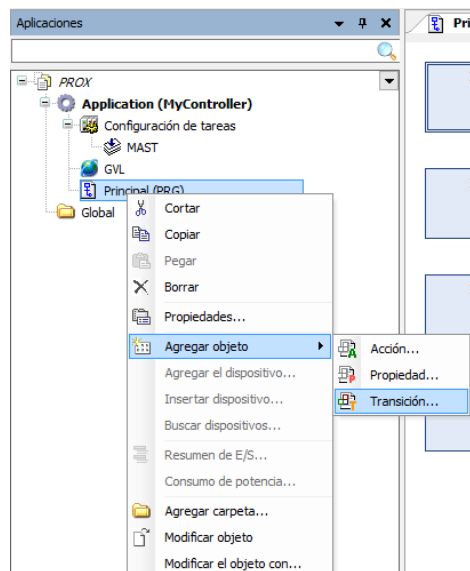 Aplicaciones
Pri
PROX
Application (MyController)
Configuración de tareas
MAST
GVL
Principal (PRG)
Global
Cortar
Copiar
Pegar
Borrar
Propiedades...
Agregar objeto
Acción...
Agregar el dispositivo...
Propiedad...
Insertar dispositivo...
Transición...
Buscar dispositivos...
Resumen de E/S...
Consumo de potencia...
Agregar carpeta...
Modificar objeto
Modificar el objeto con...